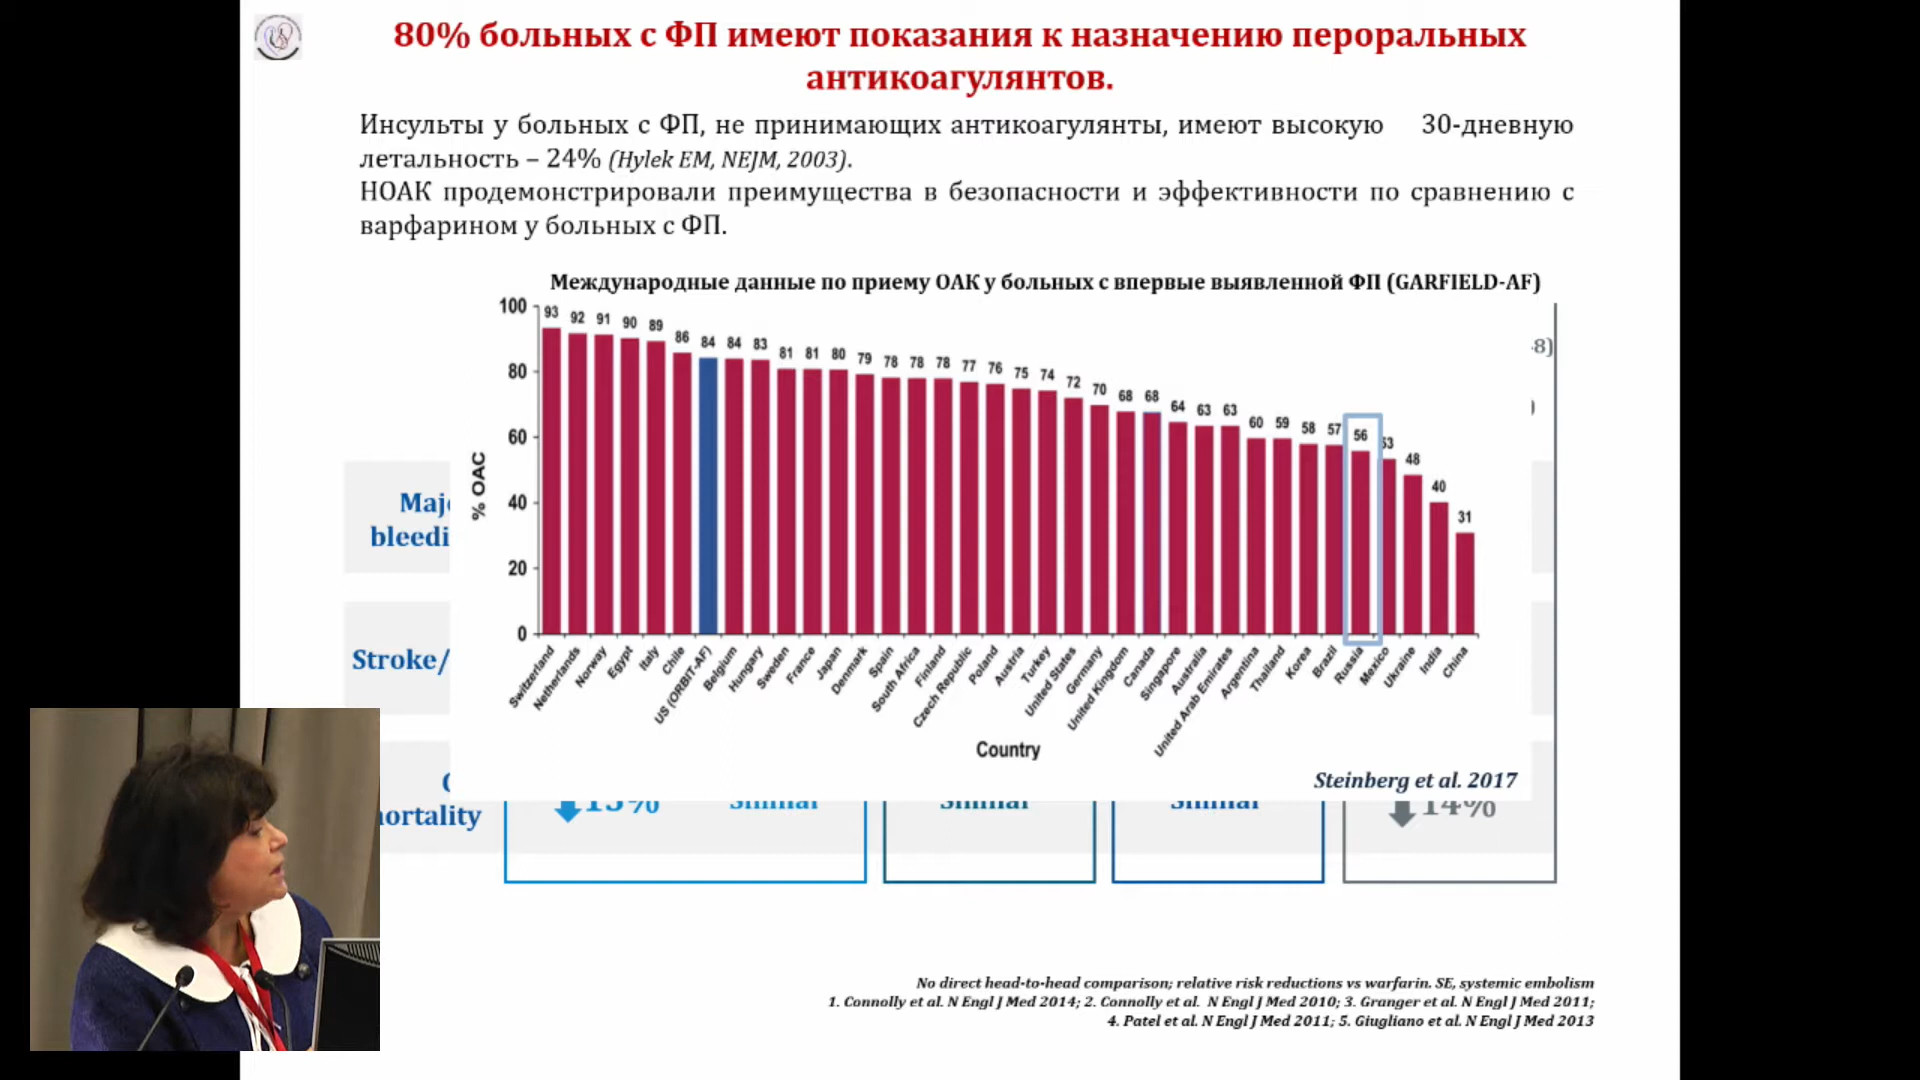 80% больных с ФП имеют показания к назначению пероральных
антикоагулянтов.
Инсульты у больных с ФП, не принимающих антикоагулянты, имеют высокую 30-дневную
летальность – 24% (Hylek EM, NEJM, 2003).
НОАК продемонстрировали преимущества в безопасности и эффективности по сравнению с
варфарином у больных с ФП.
Международные данные по приему ОАК у больных с впервые выявленной ФП (GARFIELD-AF)
100
80
60
40
20
0
% OAC
93 92 91 90 89 86 84 84 83 81 81 80 79 78 78 78 77 76 75 74 72 70 68 68 64 63 63 60 59 58 57 56 53 48 40 31
Switzerland
Netherlands
Norway
Egypt
Italy
Chile
US (ORBIT-AF)
Belgium
Hungary
Sweden
France
Japan
Denmark
Spain
South Africa
Finland
Czech Republic
Poland
Austria
Turkey
United States
Germany
United Kingdom
Canada
Singapore
Australia
United Arab Emirates
Argentina
Thailand
Korea
Brazil
Russia
Mexico
Ukraine
India
China
Country
Steinberg et al. 2017
Stroke/
15% Similar Similar Similar 14%
No direct head-to-head comparison; relative risk reductions vs warfarin. SE, systemic embolism
1. Connolly et al. N Engl J Med 2014; 2. Connolly et al. N Engl J Med 2010; 3. Granger et al. N Engl J Med 2011;
4. Patel et al. N Engl J Med 2011; 5. Giugliano et al. N Engl J Med 2013